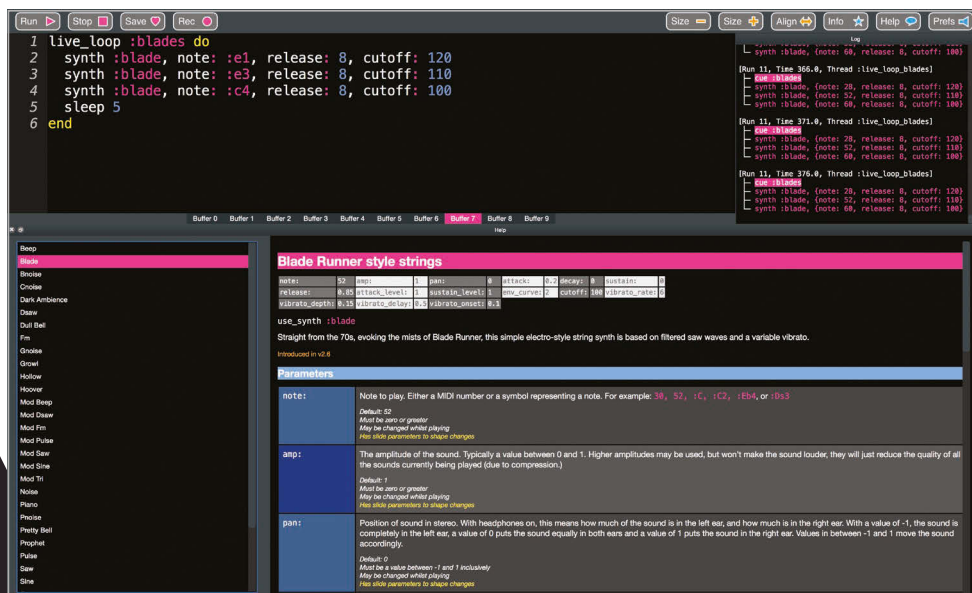 Run Stop Save Rec Size Size Align Info Help Prefs
1 live_loop :blades do
2 synth :blade, note: :e1, release: 8, cutoff: 120
3 synth :blade, note: :e3, release: 8, cutoff: 110
4 synth :blade, note: :c4, release: 8, cutoff: 100
5 sleep 5
6 end
Log
synth :blade, {note: 60, release: 8, cutoff: 100}
[Run 11, Time 366.0, Thread :live_loop_blades]
cue :blades
synth :blade, {note: 28, release: 8, cutoff: 120}
synth :blade, {note: 52, release: 8, cutoff: 110}
synth :blade, {note: 60, release: 8, cutoff: 100}
[Run 11, Time 371.0, Thread :live_loop_blades]
cue :blades
synth :blade, {note: 28, release: 8, cutoff: 120}
synth :blade, {note: 52, release: 8, cutoff: 110}
synth :blade, {note: 60, release: 8, cutoff: 100}
[Run 11, Time 376.0, Thread :live_loop_blades]
cue :blades
synth :blade, {note: 28, release: 8, cutoff: 120}
synth :blade, {note: 52, release: 8, cutoff: 110}
synth :blade, {note: 60, release: 8, cutoff: 100}
Buffer 0 Buffer 1 Buffer 2 Buffer 3 Buffer 4 Buffer 5 Buffer 6 Buffer 7 Buffer 8 Buffer 9
Help
Beep
Blade
Bnoise
Cnoise
Dark Ambience
Dsaw
Dull Bell
Fm
Gnoise
Growl
Hollow
Hoover
Mod Beep
Mod Dsaw
Mod Fm
Mod Pulse
Mod Saw
Mod Sine
Mod Tri
Noise
Piano
Pnoise
Pretty Bell
Prophet
Pulse
Saw
Sine
Blade Runner style strings
note: 52 amp: 1 pan: 0 attack: 0.2 decay: 0 sustain: 0
release: 0.85 attack_level: 1 sustain_level: 1 env_curve: 2 cutoff: 100 vibrato_rate: 6
vibrato_depth: 0.15 vibrato_delay: 0.5 vibrato_onset: 0.1
use_synth :blade
Straight from the 70s, evoking the mists of Blade Runner, this simple electro-style string synth is based on filtered saw waves and a variable vibrato.
Introduced in v2.6
Parameters
note:
Note to play. Either a MIDI number or a symbol representing a note. For example: 30, 52, :C, :C2, :Eb4, or :Ds3
Default: 52
Must be zero or greater
May be changed whilst playing
Has slide parameters to shape changes
amp:
The amplitude of the sound. Typically a value between 0 and 1. Higher amplitudes may be used, but won't make the sound louder, they will just reduce the quality of all
the sounds currently being played (due to compression.)
Default: 1
Must be zero or greater
May be changed whilst playing
Has slide parameters to shape changes
pan:
Position of sound in stereo. With headphones on, this means how much of the sound is in the left ear, and how much is in the right ear. With a value of -1, the sound is
completely in the left ear, a value of 0 puts the sound equally in both ears and a value of 1 puts the sound in the right ear. Values in between -1 and 1 move the sound
accordingly.
Default: 0
Must be a value between -1 and 1 inclusively
May be changed whilst playing
Has slide parameters to shape changes